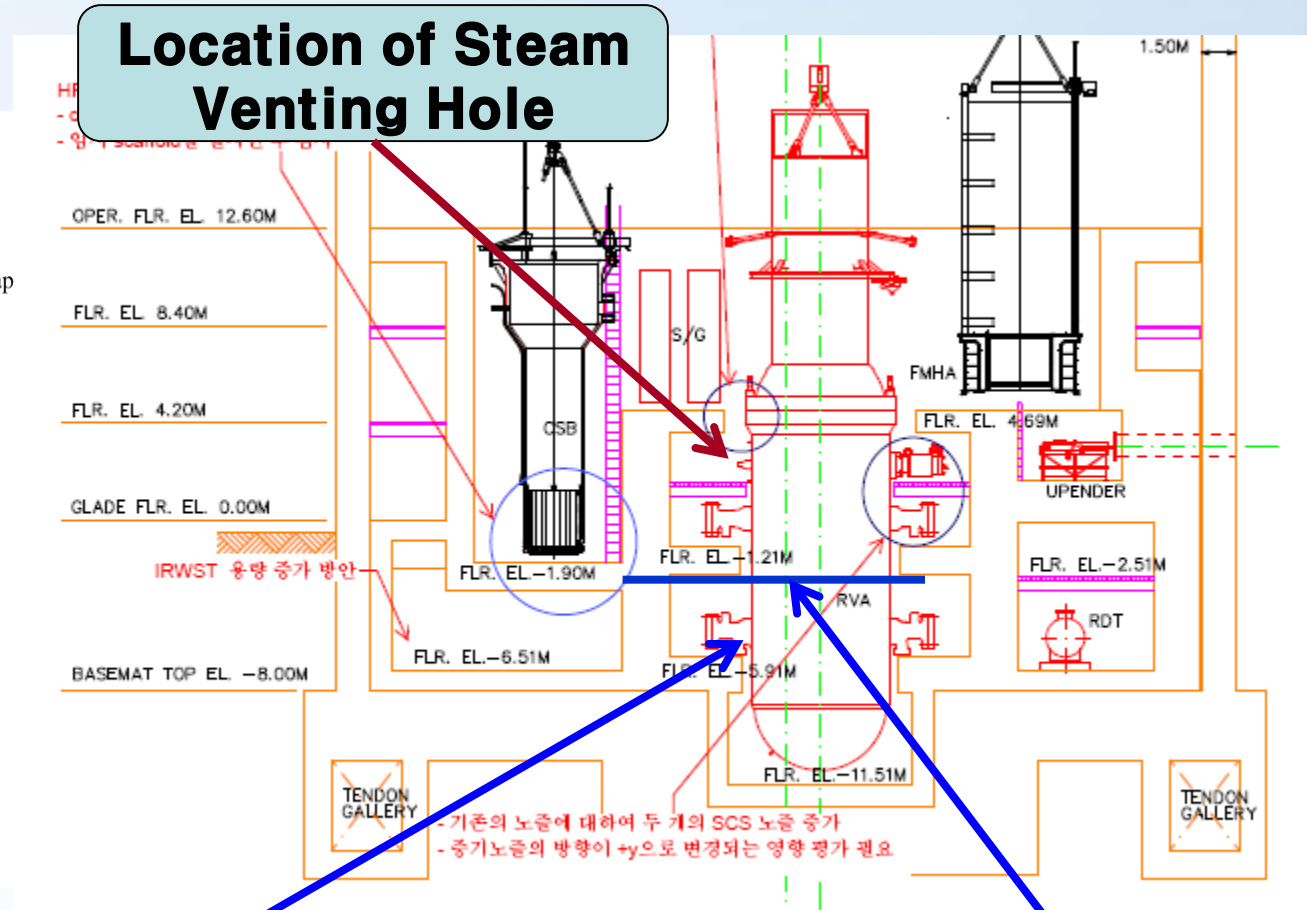 Location of Steam
Venting Hole
1.50M
OPER. FLR. EL. 12.60M
FLR. EL. 8.40M
S/G
FMHA
FLR. EL. 4.20M
FLR. EL. 4.69M
CSB
UPENDER
GLADE FLR. EL. 0.00M
IRWST 용량 증가 방안
FLR. EL.-1.90M
FLR. EL.-1.21M
FLR. EL.-2.51M
RVA
RDT
FLR. EL.-6.51M
FLR. EL.-5.91M
BASEMAT TOP EL. -8.00M
FLR. EL.-11.51M
TENDON
GALLERY
TENDON
GALLERY
- 기존의 노즐에 대하여 두 개의 SCS 노즐 증가
- 증기노즐의 방향이 +y으로 변경되는 영향 평가 필요